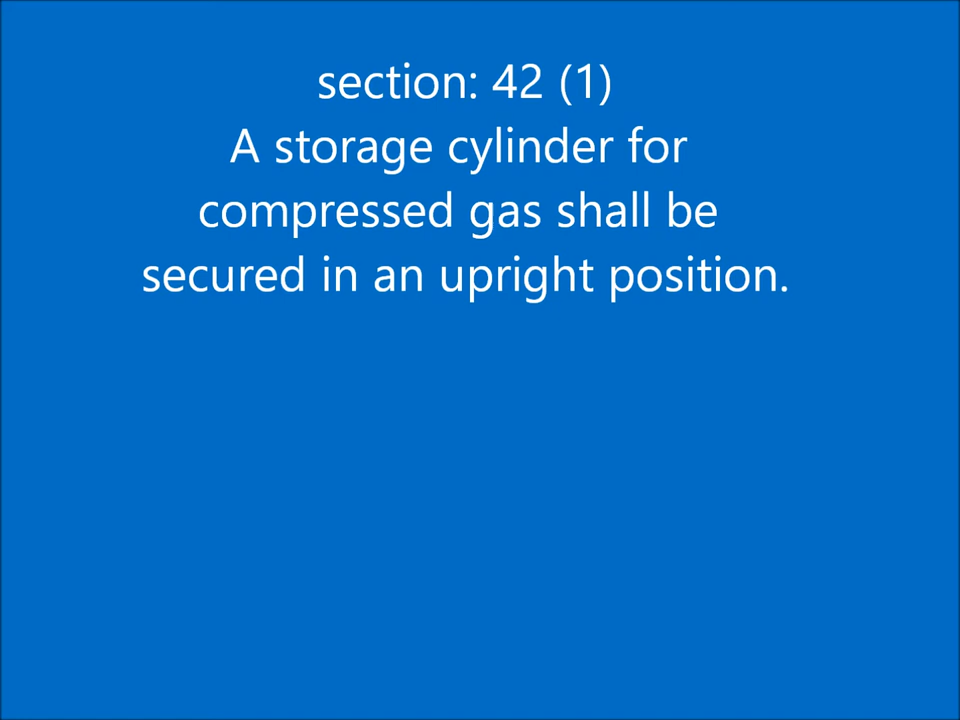 section: 42 (1)
A storage cylinder for
compressed gas shall be
secured in an upright position.